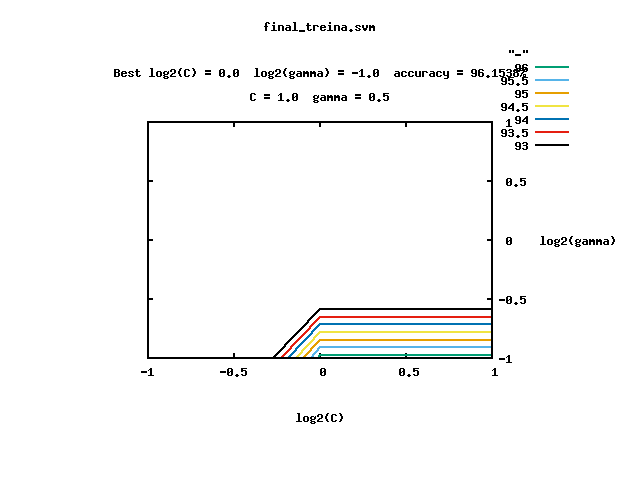 final_treina.svm
"_"
Best log2(C) = 0.0 log2(gamma) = -1.0 accuracy = 96.1538%
96
95.5
C = 1.0 gamma = 0.5
95
94.5
94
93.5
93
1
0.5
0
-0.5
-1
log2(gamma)
-1 -0.5 0 0.5 1
log2(C)